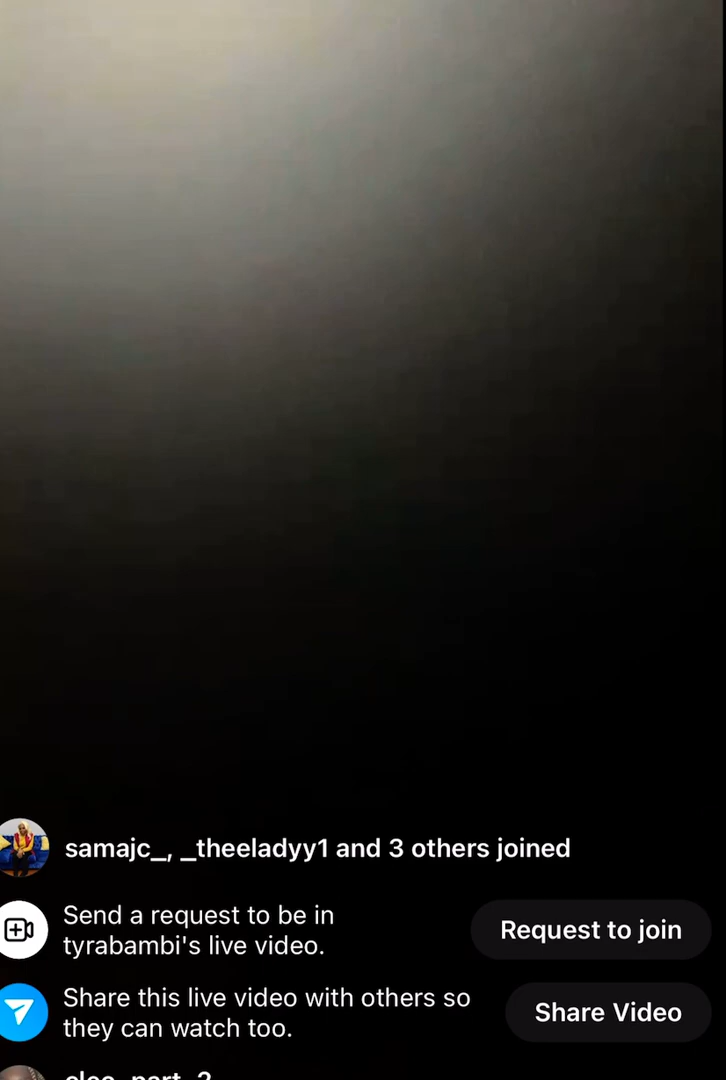 samajc_, _theeladyy1 and 3 others joined
Send a request to be in
tyrabambi's live video.
Request to join
Share this live video with others so
they can watch too.
Share Video